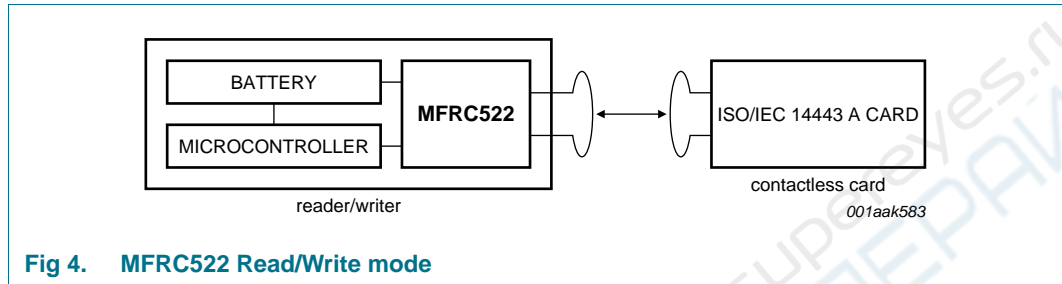 BATTERY
MICROCONTROLLER
MFRC522
ISO/IEC 14443 A CARD
reader/writer
contactless card
001aak583
Fig 4. MFRC522 Read/Write mode